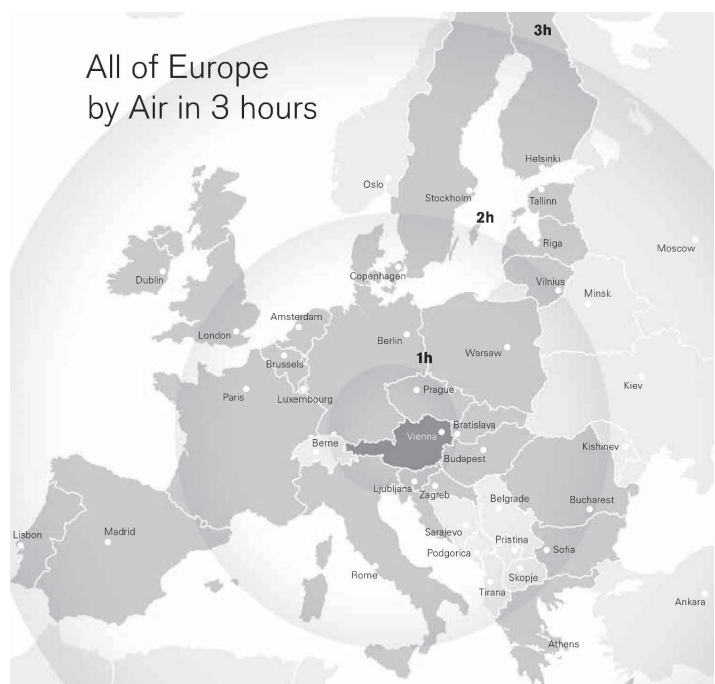 3h
All of Europe
by Air in 3 hours
Helsinki
Oslo
Stockholm
Tallinn
2h
Riga
Moscow
Copenhagen
Dublin
Vilnius
Minsk
Amsterdam
London
Berlin
Warsaw
1h
Brussels
Kiev
Prague
Paris
Luxembourg
Bratislava
Vienna
Berne
Kishinev
Budapest
Ljubljana
Zagreb
Belgrade
Bucharest
Lisbon
Madrid
Sarajevo
Pristina
Podgorica
Sofia
Rome
Skopje
Tirana
Ankara
Athens